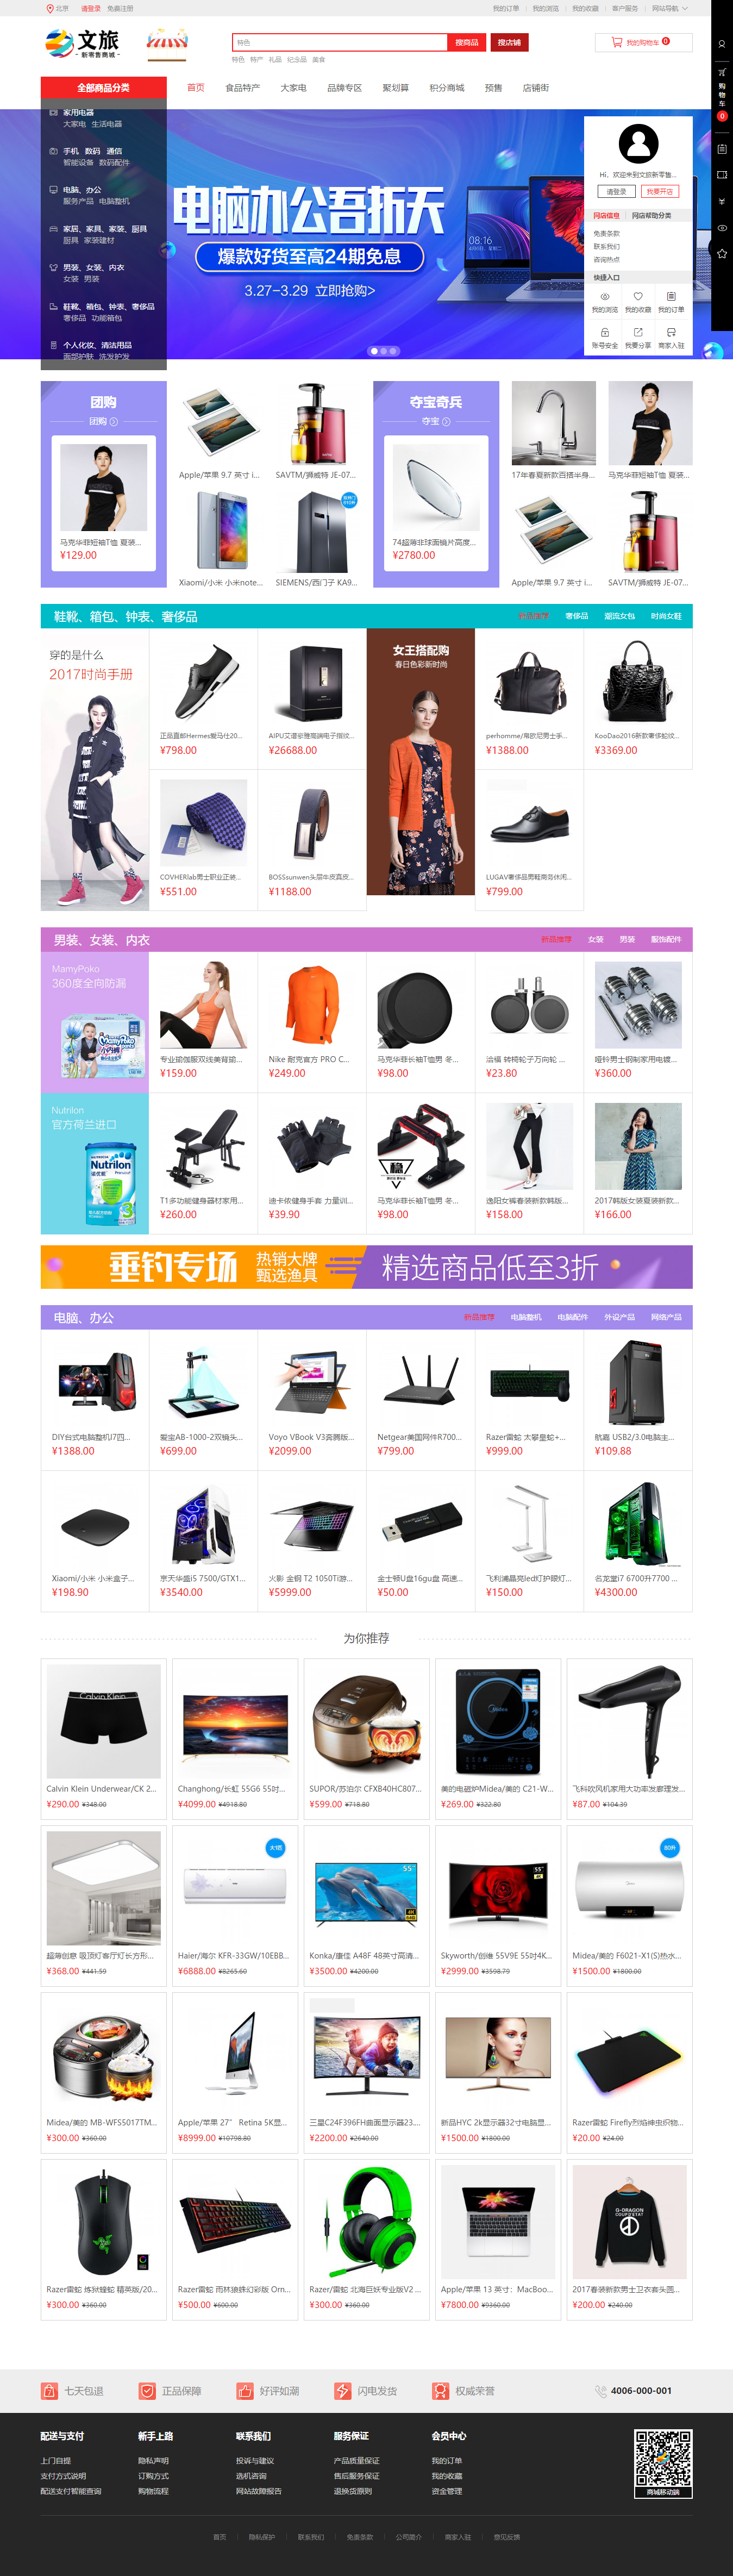 北京 请登录 免费注册
我的订单 我的浏览 我的收藏 客户服务 网站导航
文旅
新零售商城
特色
搜商品 搜店铺
我的购物车 0
特色 特产 礼品 纪念品 美食
全部商品分类 首页 食品特产 大家电 品牌专区 聚划算 积分商城 预售 店铺街
购物车
0
家用电器
大家电 生活电器
手机 数码 通信
智能设备 数码配件
电脑、办公
服务产品 电脑整机
家居、家具、家装、厨具
厨具 家装建材
男装、女装、内衣
女装 男装
鞋靴、箱包、钟表、奢侈品
奢侈品 功能箱包
个人化妆、清洁用品
面部护肤 洗发护发
电脑办公吾折天
爆款好货至高24期免息
3.27-3.29 立即抢购>
Hi, 欢迎来到文旅新零售...
请登录 我要开店
网店信息 网店帮助分类
免责条款
联系我们
咨询热点
快捷入口
我的浏览 我的收藏 我的订单
账号安全 我要分享 商家入驻
团购
团购
马克华菲短袖T恤 夏装...
¥129.00
Apple/苹果 9.7 英寸 i...
SAVTM/狮威特 JE-07...
Xiaomi/小米 小米note...
SIEMENS/西门子 KA9...
夺宝奇兵
夺宝
74超薄非球面镜片高度...
¥2780.00
17年春夏新款百搭半身...
马克华菲短袖T恤 夏装...
Apple/苹果 9.7 英寸 i...
SAVTM/狮威特 JE-07...
鞋靴、箱包、钟表、奢侈品
新品推荐 奢侈品 潮流女包 时尚女鞋
穿的是什么
2017时尚手册
正品直邮Hermes爱马仕20...
¥798.00
AIPU艾谱密雅高端电子指纹...
¥26688.00
女王搭配购
春日色彩新时尚
perhomme/帕欧尼男士手...
¥1388.00
KooDao2016新款奢侈蛇纹...
¥3369.00
COVHERlab男士职业正装...
¥551.00
BOSSsunwen头层牛皮真皮...
¥1188.00
LUGAV奢侈品男鞋商务休闲...
¥799.00
男装、女装、内衣
新品推荐 女装 男装 服饰配件
MamyPoko
360度全向防漏
专业瑜伽服双线美背瑜...
¥159.00
Nike 耐克官方 PRO C...
¥249.00
马克华菲长袖T恤男 冬...
¥98.00
洽福 转椅轮子万向轮 ...
¥23.80
哑铃男士钢制家用电镀...
¥360.00
Nutrilon
官方荷兰进口
Nutrilon
3
T1多功能健身器材家用...
¥260.00
迪卡侬健身手套 力量训...
¥39.90
稳
马克华菲长袖T恤男 冬...
¥98.00
逸阳女裤春装新款韩版...
¥158.00
2017韩版女装夏装新款...
¥166.00
垂钓专场 热销大牌 甄选渔具 精选商品低至3折
电脑、办公
新品推荐 电脑整机 电脑配件 外设产品 网络产品
DIY台式电脑整机i7四...
¥1388.00
爱宝AB-1000-2双镜头...
¥699.00
Voyo VBook V3奔腾版...
¥2099.00
Netgear美国网件R700...
¥799.00
Razer雷蛇 太攀皇蛇+...
¥999.00
航嘉 USB2/3.0电脑主...
¥109.88
Xiaomi/小米 小米盒子...
¥198.90
京天华盛i5 7500/GTX1...
¥3540.00
火影 金钢 T2 1050Ti游...
¥5999.00
金士顿U盘16gu盘 高速...
¥50.00
飞利浦晶亮led灯护眼灯...
¥150.00
名龙堂i7 6700升7700 ...
¥4300.00
为你推荐
Calvin Klein
Calvin Klein Underwear/CK 2...
¥290.00 ¥348.00
Changhong/长虹 55G6 55吋...
¥4099.00 ¥4918.80
SUPOR/苏泊尔 CFXB40HC807...
¥599.00 ¥718.80
美的电磁炉Midea/美的 C21-W...
¥269.00 ¥322.80
飞科吹风机家用大功率发廊理发...
¥87.00 ¥104.39
超薄创意 吸顶灯客厅灯长方形...
¥368.00 ¥441.59
大1匹
Haier/海尔 KFR-33GW/10EBB...
¥6888.00 ¥8265.60
55"
4K
Konka/康佳 A48F 48英寸高清...
¥3500.00 ¥4200.00
55"
Skyworth/创维 55V9E 55吋4K...
¥2999.00 ¥3598.79
80升
Midea/美的 F6021-X1(S)热水...
¥1500.00 ¥1800.00
Midea/美的 MB-WFS5017TM...
¥300.00 ¥360.00
Apple/苹果 27” Retina 5K显...
¥8999.00 ¥10798.80
三星C24F396FH曲面显示器23....
¥2200.00 ¥2640.00
新品HYC 2k显示器32寸电脑显...
¥1500.00 ¥1800.00
Razer雷蛇 Firefly烈焰神虫织物...
¥20.00 ¥24.00
Razer雷蛇 炼狱蝰蛇 精英版/20...
¥300.00 ¥360.00
Razer雷蛇 雨林狼蛛幻彩版 Orn...
¥500.00 ¥600.00
Razer/雷蛇 北海巨妖专业版V2 ...
¥300.00 ¥360.00
Apple/苹果 13 英寸：MacBoo...
¥7800.00 ¥9360.00
G-DRAGON
COUPD'ETAT
2017春装新款男士卫衣套头圆...
¥200.00 ¥240.00
七天包退 正品保障 好评如潮 闪电发货 权威荣誉 4006-000-001
配送与支付 新手上路 联系我们 服务保证 会员中心
上门自提 隐私声明 投诉与建议 产品质量保证 我的订单
支付方式说明 订购方式 选机咨询 售后服务保证 我的收藏
配送支付智能查询 购物流程 网站故障报告 退换货原则 资金管理
商城移动端
首页 隐私保护 联系我们 免责条款 公司简介 商家入驻 意见反馈